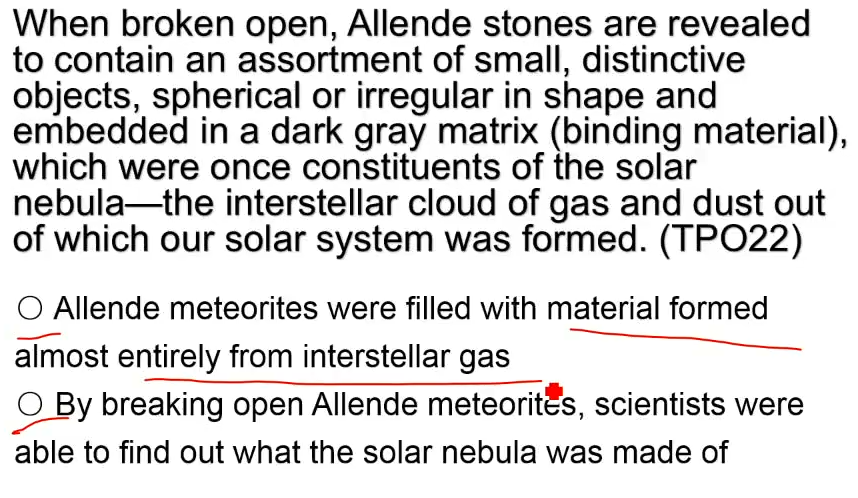 When broken open, Allende stones are revealed
to contain an assortment of small, distinctive
objects, spherical or irregular in shape and
embedded in a dark gray matrix (binding material),
which were once constituents of the solar
nebula—the interstellar cloud of gas and dust out
of which our solar system was formed. (TPO22)
○ Allende meteorites were filled with material formed
almost entirely from interstellar gas
○ By breaking open Allende meteorites, scientists were
able to find out what the solar nebula was made of